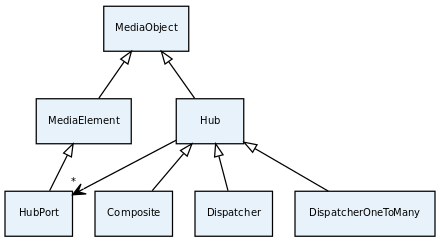 MediaObject
MediaElement
Hub
*
HubPort
Composite
Dispatcher
DispatcherOneToMany